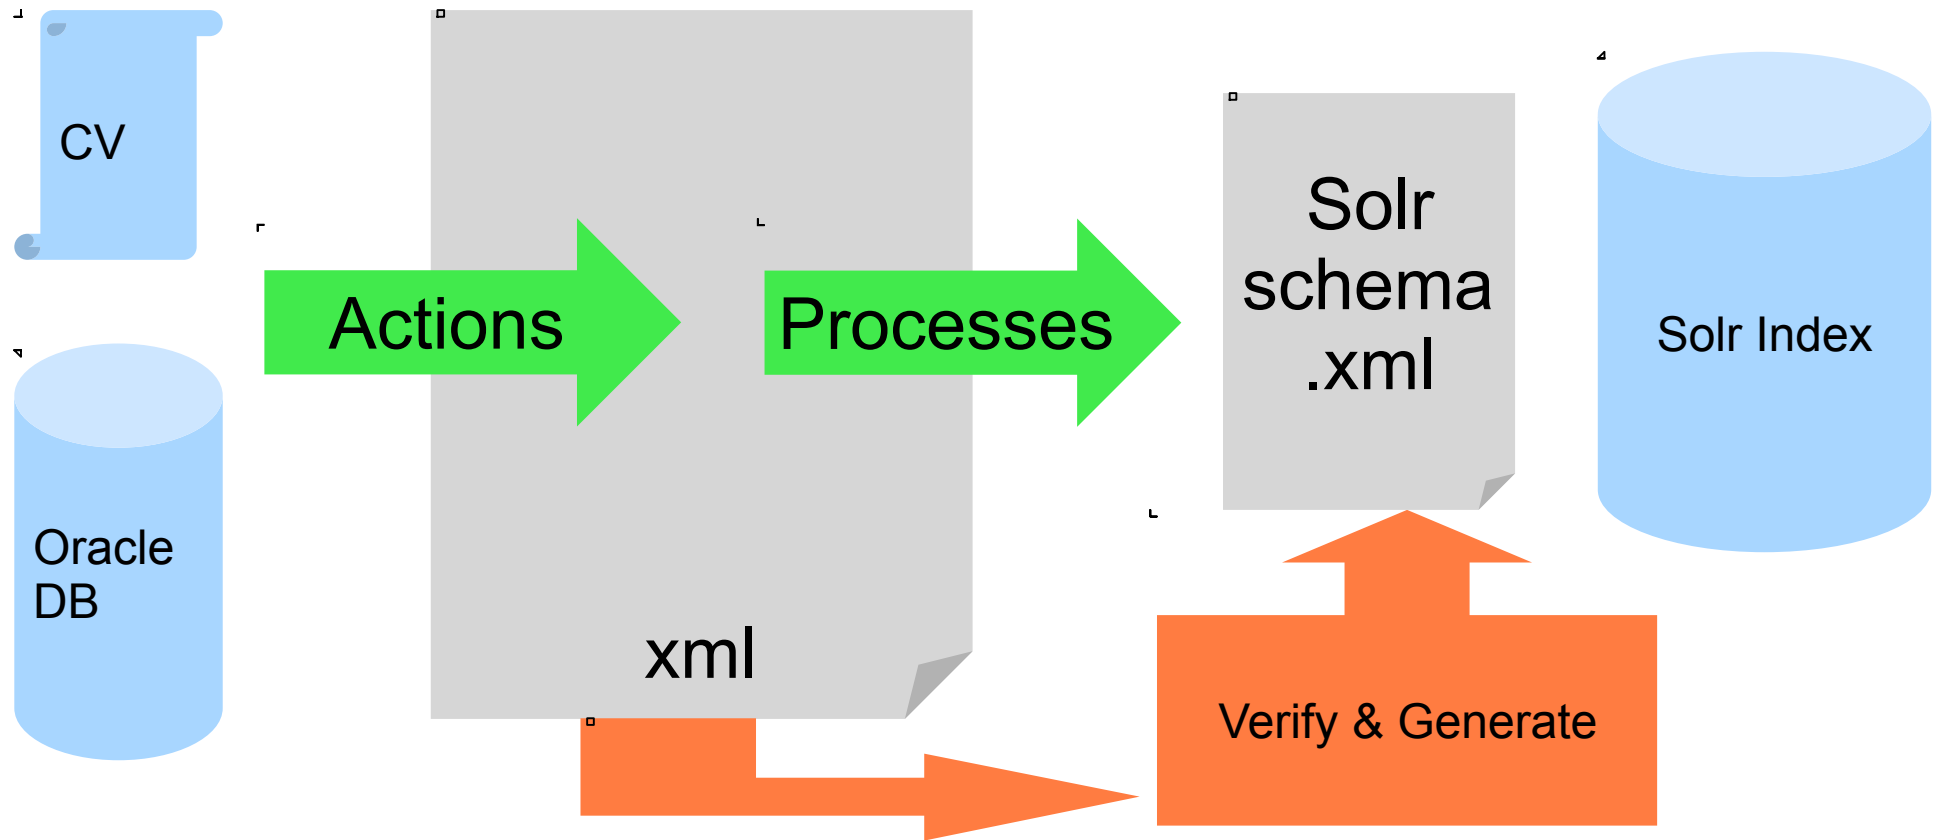 CV
Oracle
DB
Actions
xml
Processes
Solr
schema
.xml
Solr Index
Verify & Generate